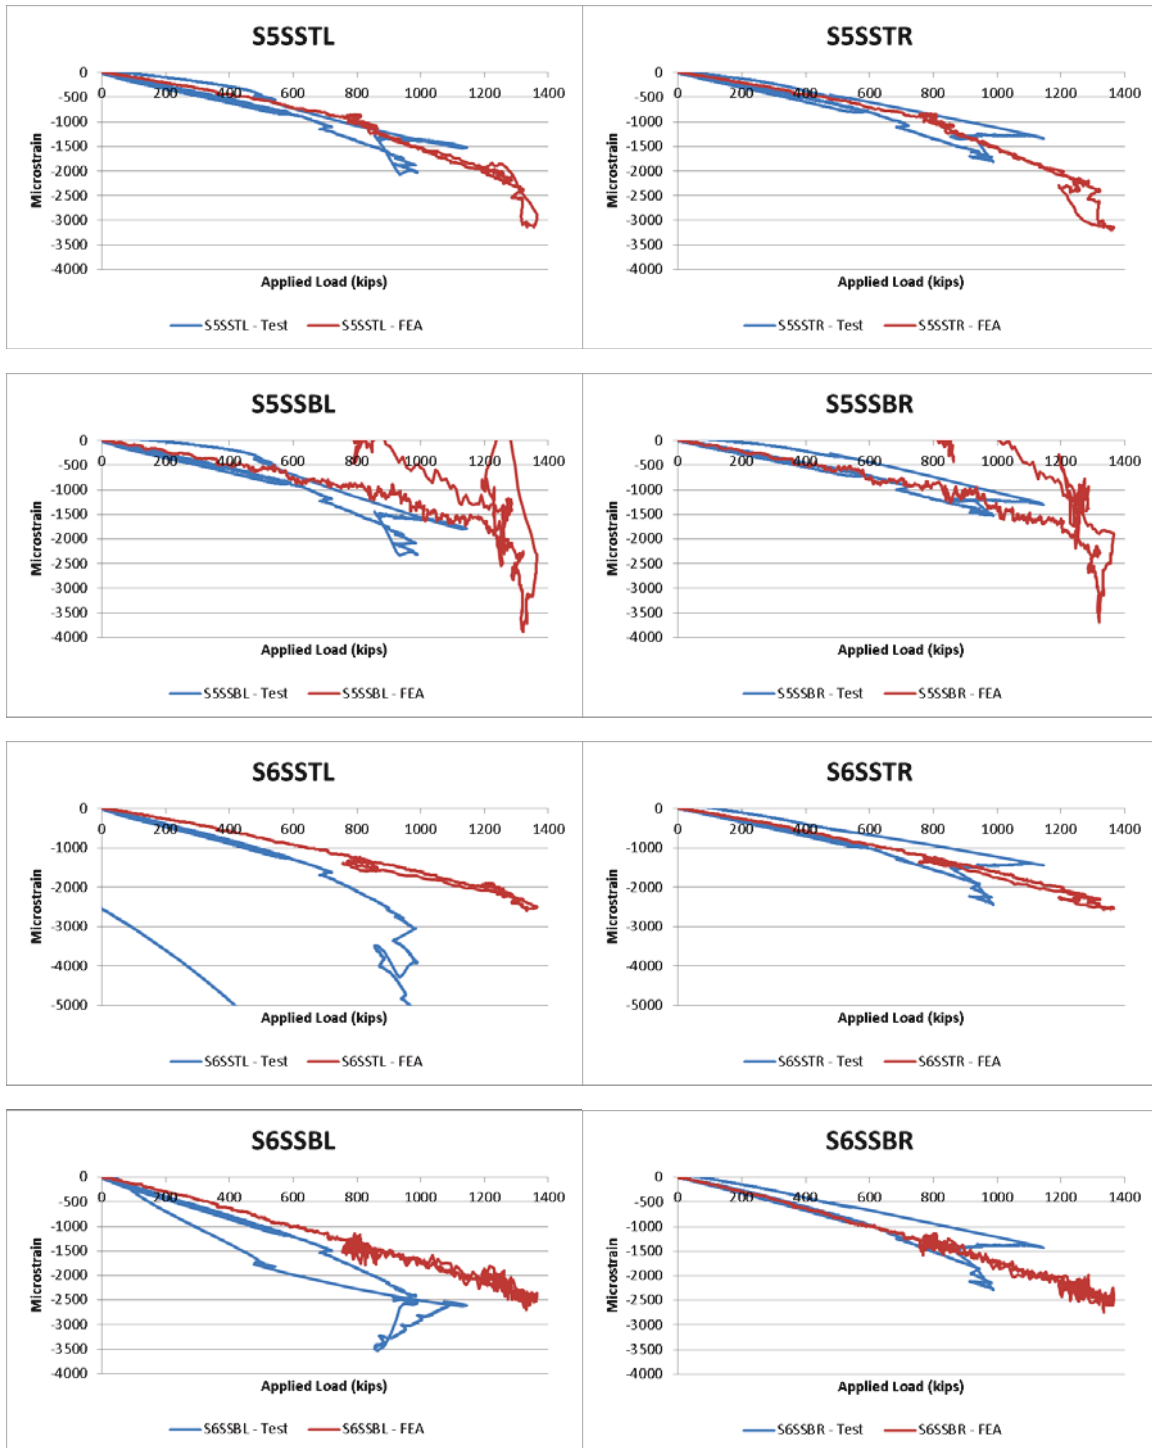 S5SSTL
0
0 200 400 600 800 1000 1200 1400
-500
-1000
-1500
-2000
-2500
-3000
-3500
-4000
Microstrain
Applied Load (kips)
S5SSTL - Test S5SSTL - FEA
S5SSTR
0
0 200 400 600 800 1000 1200 1400
-500
-1000
-1500
-2000
-2500
-3000
-3500
-4000
Microstrain
Applied Load (kips)
S5SSTR - Test S5SSTR - FEA
S5SSBL
0
0 200 400 600 800 1000 1200 1400
-500
-1000
-1500
-2000
-2500
-3000
-3500
-4000
Microstrain
Applied Load (kips)
S5SSBL - Test S5SSBL - FEA
S5SSBR
0
0 200 400 600 800 1000 1200 1400
-500
-1000
-1500
-2000
-2500
-3000
-3500
-4000
Microstrain
Applied Load (kips)
S5SSBR - Test S5SSBR - FEA
S6SSTL
0
0 200 400 600 800 1000 1200 1400
-1000
-2000
-3000
-4000
-5000
Microstrain
Applied Load (kips)
S6SSTL - Test S6SSTL - FEA
S6SSTR
0
0 200 400 600 800 1000 1200 1400
-1000
-2000
-3000
-4000
-5000
Microstrain
Applied Load (kips)
S6SSTR - Test S6SSTR - FEA
S6SSBL
0
0 200 400 600 800 1000 1200 1400
-500
-1000
-1500
-2000
-2500
-3000
-3500
-4000
Microstrain
Applied Load (kips)
S6SSBL - Test S6SSBL - FEA
S6SSBR
0
0 200 400 600 800 1000 1200 1400
-500
-1000
-1500
-2000
-2500
-3000
-3500
-4000
Microstrain
Applied Load (kips)
S6SSBR - Test S6SSBR - FEA